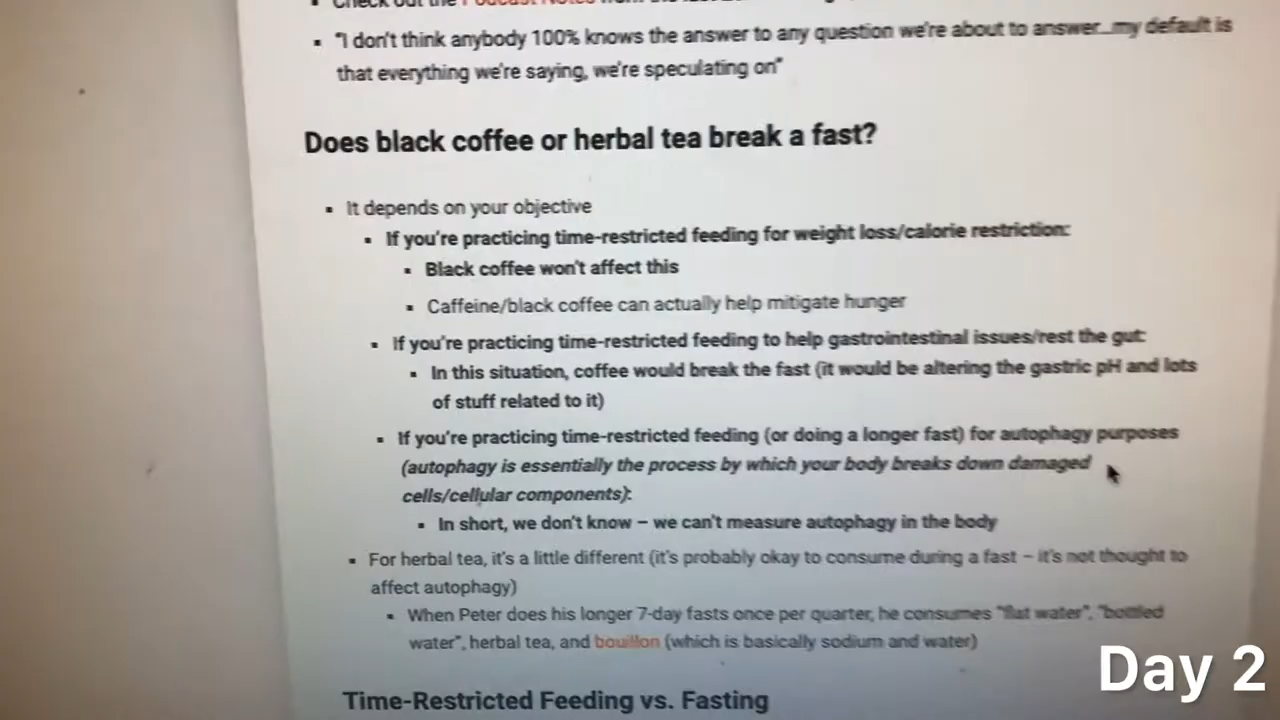 Check out the Podcast Notes
"I don't think anybody 100% knows the answer to any question we're about to answer...my default is
that everything we're saying, we're speculating on"
Does black coffee or herbal tea break a fast?
It depends on your objective
If you're practicing time-restricted feeding for weight loss/calorie restriction:
Black coffee won't affect this
Caffeine/black coffee can actually help mitigate hunger
If you're practicing time-restricted feeding to help gastrointestinal issues/rest the gut:
In this situation, coffee would break the fast (it would be altering the gastric pH and lots
of stuff related to it)
If you're practicing time-restricted feeding (or doing a longer fast) for autophagy purposes
(autophagy is essentially the process by which your body breaks down damaged
cells/cellular components):
In short, we don't know – we can't measure autophagy in the body
For herbal tea, it's a little different (it's probably okay to consume during a fast – it's not thought to
affect autophagy)
When Peter does his longer 7-day fasts once per quarter, he consumes "flat water", "bottled
water", herbal tea, and bouillon (which is basically sodium and water)
Time-Restricted Feeding vs. Fasting
Day 2